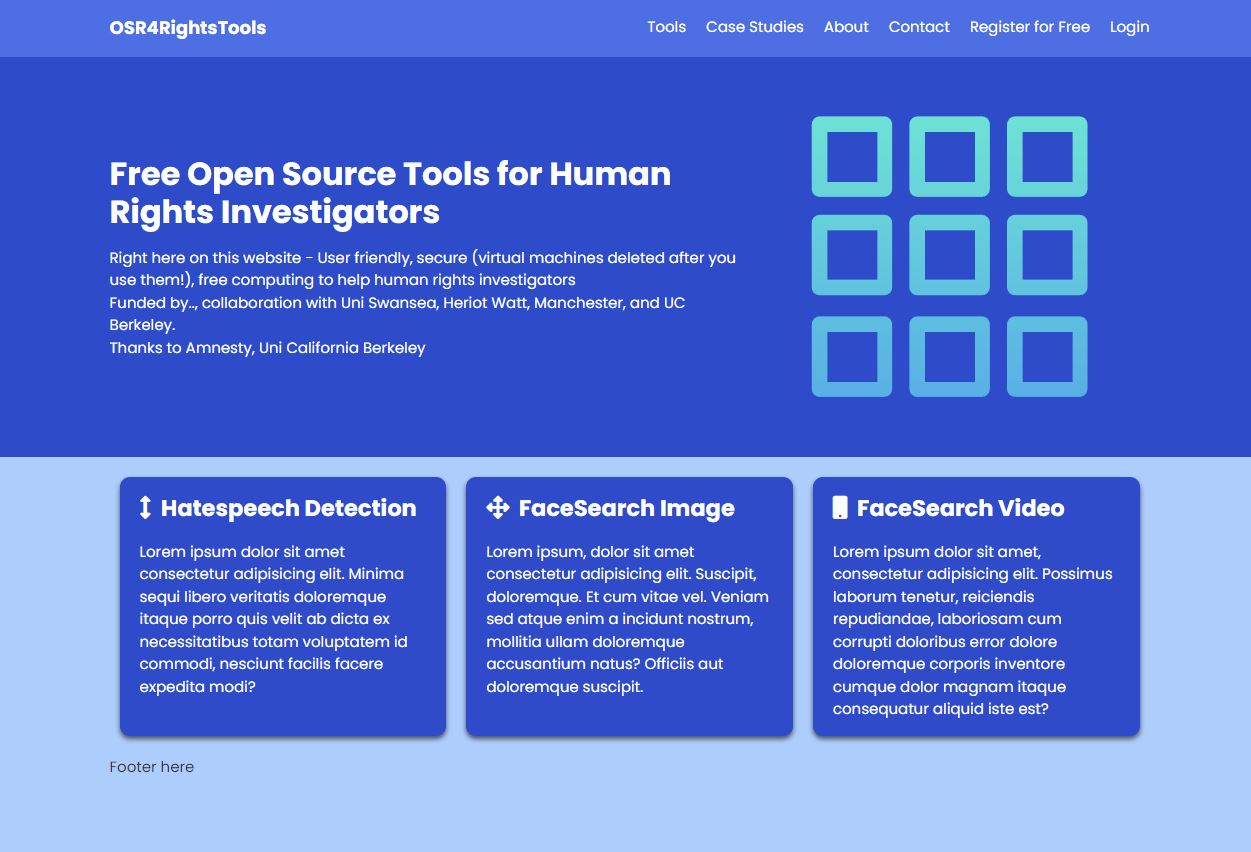 OSR4RightsTools
Tools Case Studies About Contact Register for Free Login
Free Open Source Tools for Human
Rights Investigators
Right here on this website - User friendly, secure (virtual machines deleted after you
use them!), free computing to help human rights investigators
Funded by.., collaboration with Uni Swansea, Heriot Watt, Manchester, and UC
Berkeley.
Thanks to Amnesty, Uni California Berkeley
Hatespeech Detection
Lorem ipsum dolor sit amet
consectetur adipisicing elit. Minima
sequi libero veritatis doloremque
itaque porro quis velit ab dicta ex
necessitatibus totam voluptatem id
commodi, nesciunt facilis facere
expedita modi?
FaceSearch Image
Lorem ipsum, dolor sit amet
consectetur adipisicing elit. Suscipit,
doloremque. Et cum vitae vel. Veniam
sed atque enim a incidunt nostrum,
mollitia ullam doloremque
accusantium natus? Officiis aut
doloremque suscipit.
FaceSearch Video
Lorem ipsum dolor sit amet,
consectetur adipisicing elit. Possimus
laborum tenetur, reiciendis
repudiandae, laboriosam cum
corrupti doloribus error dolore
doloremque corporis inventore
cumque dolor magnam itaque
consequatur aliquid iste est?
Footer here